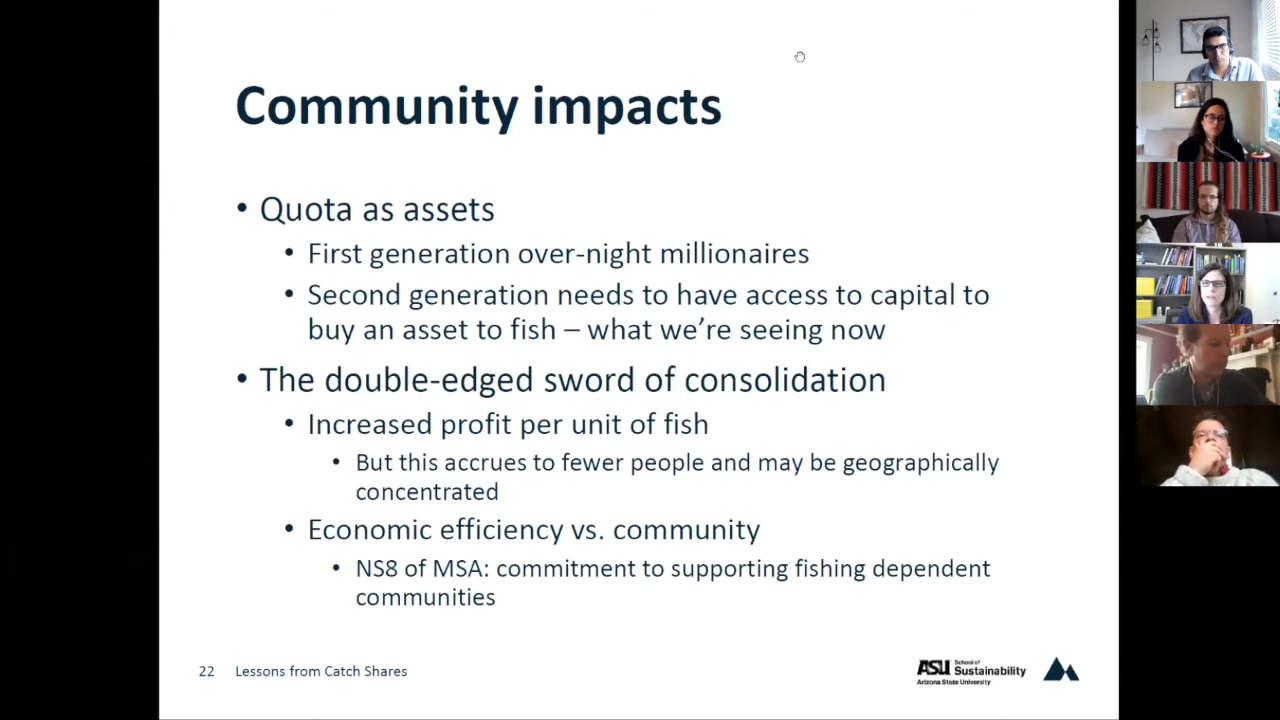 Community impacts
• Quota as assets
• First generation over-night millionaires
• Second generation needs to have access to capital to
buy an asset to fish – what we’re seeing now
• The double-edged sword of consolidation
• Increased profit per unit of fish
• But this accrues to fewer people and may be geographically
concentrated
• Economic efficiency vs. community
• NS8 of MSA: commitment to supporting fishing dependent
communities
22 Lessons from Catch Shares
ASU School of
Sustainability
Arizona State University